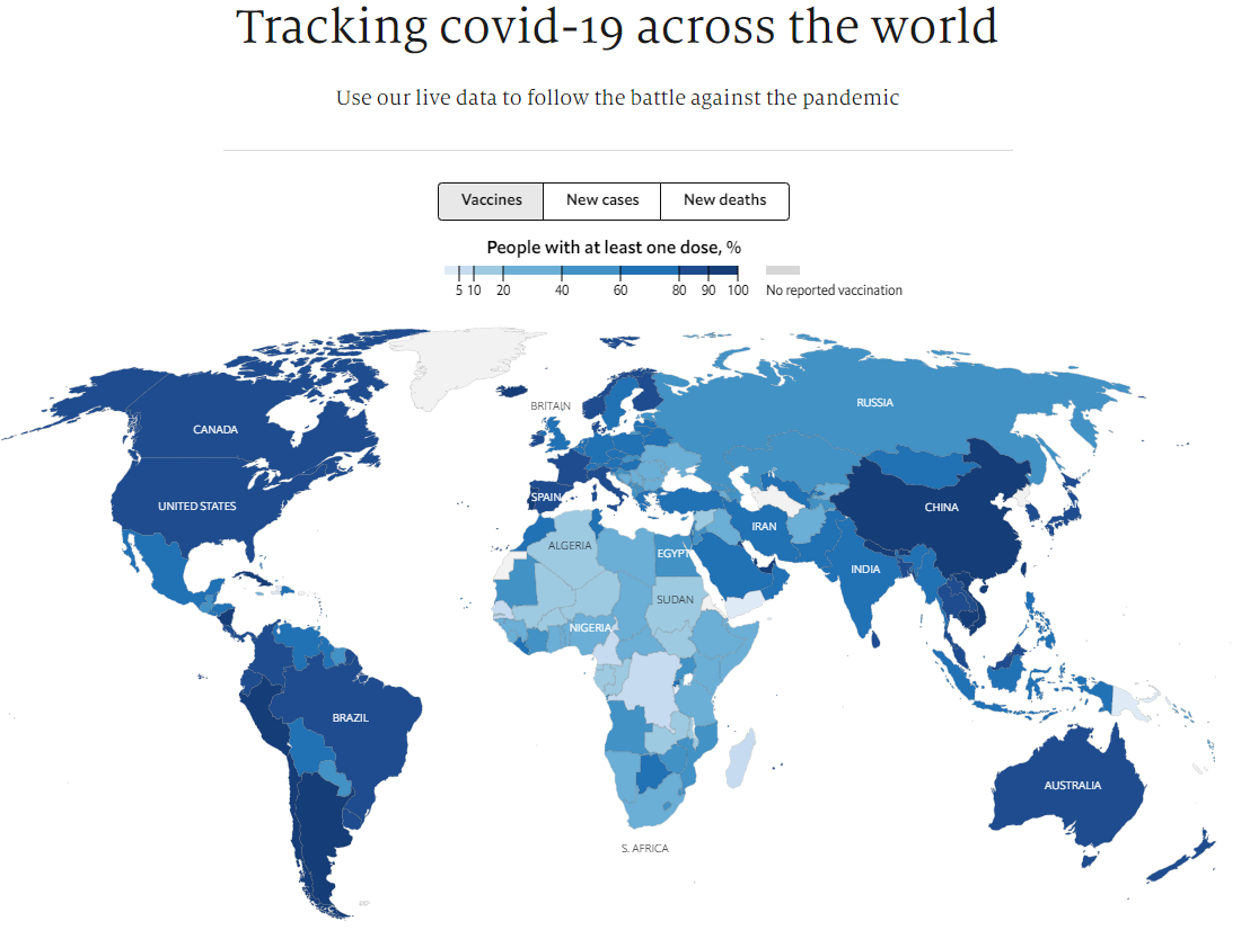 Tracking covid-19 across the world
Use our live data to follow the battle against the pandemic
Vaccines New cases New deaths
People with at least one dose, %
5 10 20 40 60 80 90 100 No reported vaccination
BRITAIN
RUSSIA
CANADA
SPAIN
UNITED STATES
CHINA
IRAN
ALGERIA
EGYPT
INDIA
SUDAN
NIGERIA
BRAZIL
AUSTRALIA
S. AFRICA